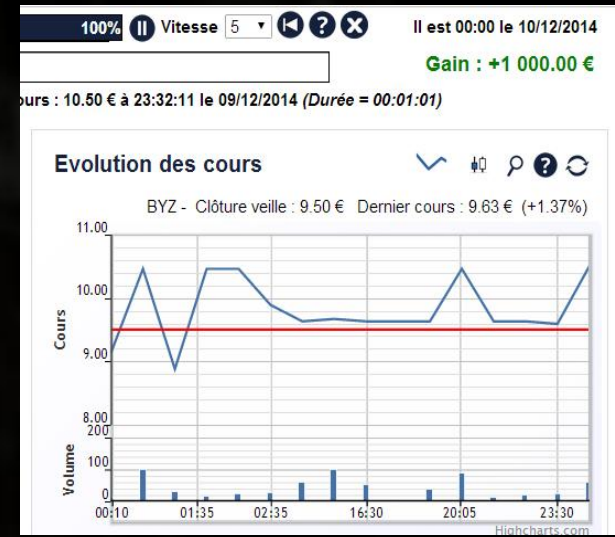 100% Vitesse 5 Il est 00:00 le 10/12/2014
Gain : +1 000.00 €
ours : 10.50 € à 23:32:11 le 09/12/2014 (Durée = 00:01:01)
Evolution des cours
BYZ - Clôture veille : 9.50 € Dernier cours : 9.63 € (+1.37%)
11.00
10.00
Cours
9.00
8.00
200
100
Volume
0
00:10 01:35 02:35 16:30 20:05 23:30
Highcharts.com